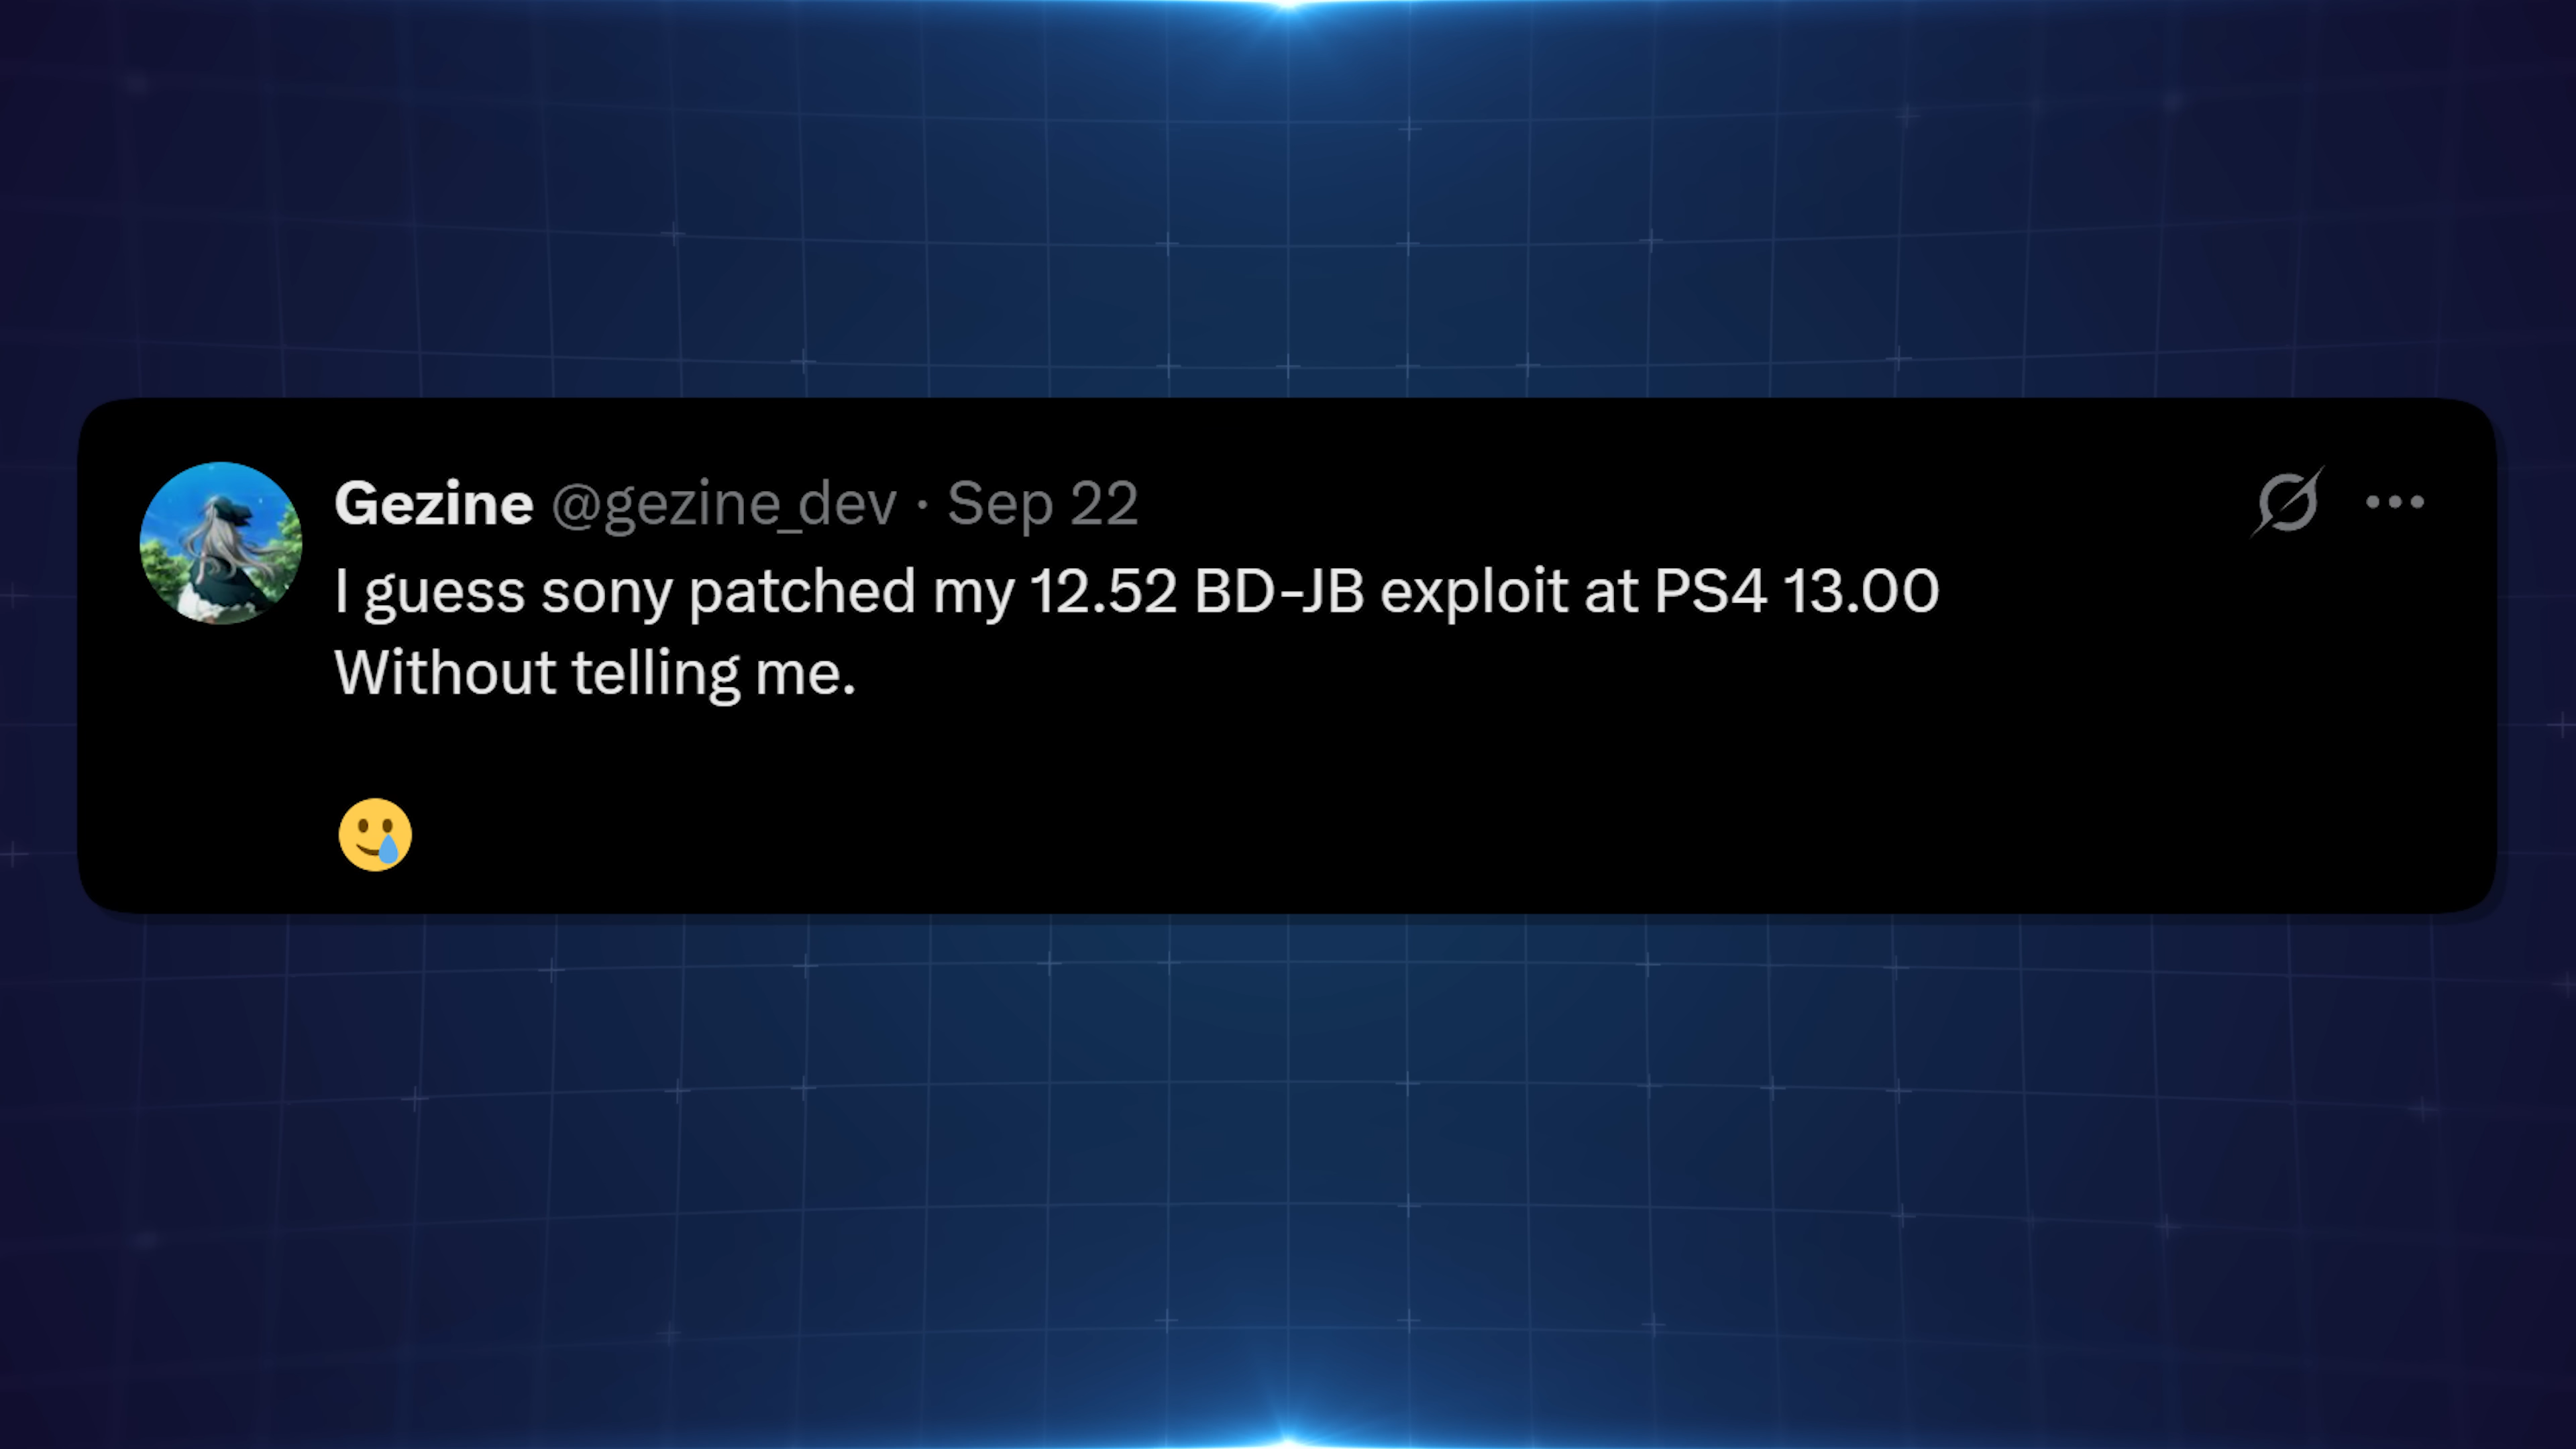 Gezine @gezine_dev · Sep 22
I guess sony patched my 12.52 BD-JB exploit at PS4 13.00
Without telling me.
🥲